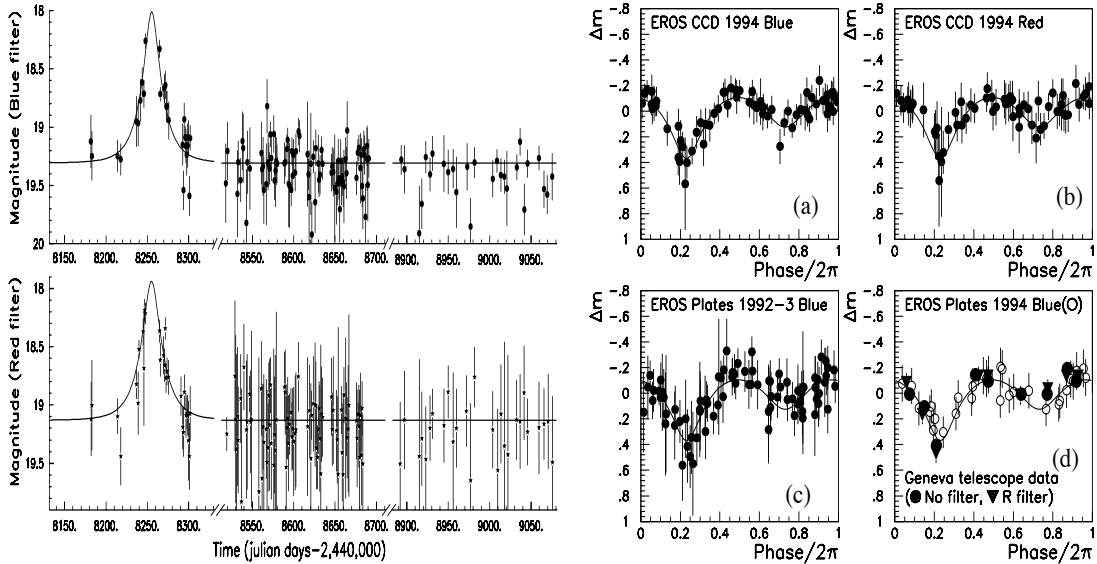 Magnitude (Blue filter)
18
18.5
19
19.5
20
8150. 8200. 8250. 8300. 8550. 8600. 8650. 8700. 8900. 9000. 9050.
Magnitude (Red filter)
18
18.5
19
19.5
8150. 8200. 8250. 8300. 8550. 8600. 8650. 8700. 8900. 8950. 9000. 9050.
Time (julian days-2,440,000)
Δm
-.8
-.6
-.4
-.2
0
.2
.4
.6
.8
1
EROS CCD 1994 Blue
(a)
0 0.2 0.4 0.6 0.8 1
Phase/2π
Δm
-.8
-.6
-.4
-.2
0
.2
.4
.6
.8
1
EROS CCD 1994 Red
(b)
0 0.2 0.4 0.6 0.8 1
Phase/2π
Δm
-.8
-.6
-.4
-.2
0
.2
.4
.6
.8
1
EROS Plates 1992-3 Blue
(c)
0 0.2 0.4 0.6 0.8 1
Phase/2π
Δm
-.8
-.6
-.4
-.2
0
.2
.4
.6
.8
1
EROS Plates 1994 Blue(O)
(d)
Geneva telescope data
(● No filter, ▼ R filter)
0 0.2 0.4 0.6 0.8 1
Phase/2π